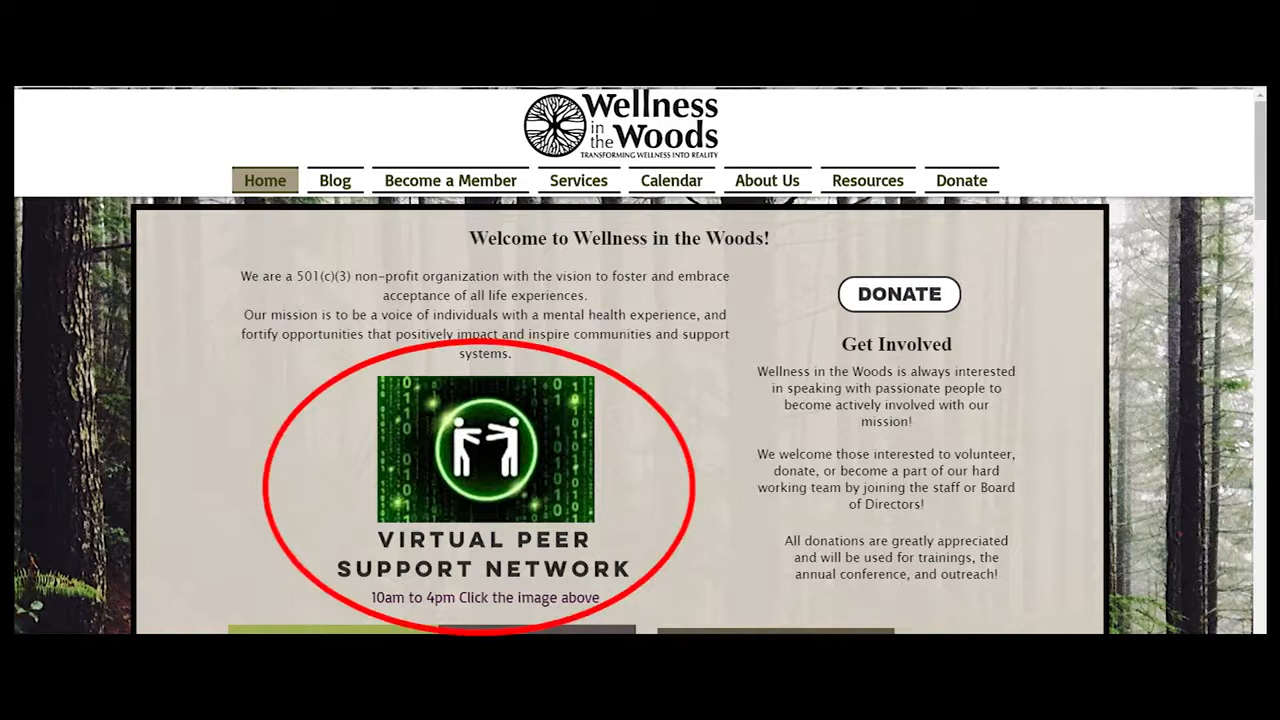 Wellness
in
the Woods
TRANSFORMING WELLNESS INTO REALITY
Home Blog Become a Member Services Calendar About Us Resources Donate
Welcome to Wellness in the Woods!
We are a 501(c)(3) non-profit organization with the vision to foster and embrace
acceptance of all life experiences.
Our mission is to be a voice of individuals with a mental health experience, and
fortify opportunities that positively impact and inspire communities and support
systems.
VIRTUAL PEER
SUPPORT NETWORK
10am to 4pm Click the image above
DONATE
Get Involved
Wellness in the Woods is always interested
in speaking with passionate people to
become actively involved with our
mission!
We welcome those interested to volunteer,
donate, or become a part of our hard
working team by joining the staff or Board
of Directors!
All donations are greatly appreciated
and will be used for trainings, the
annual conference, and outreach!